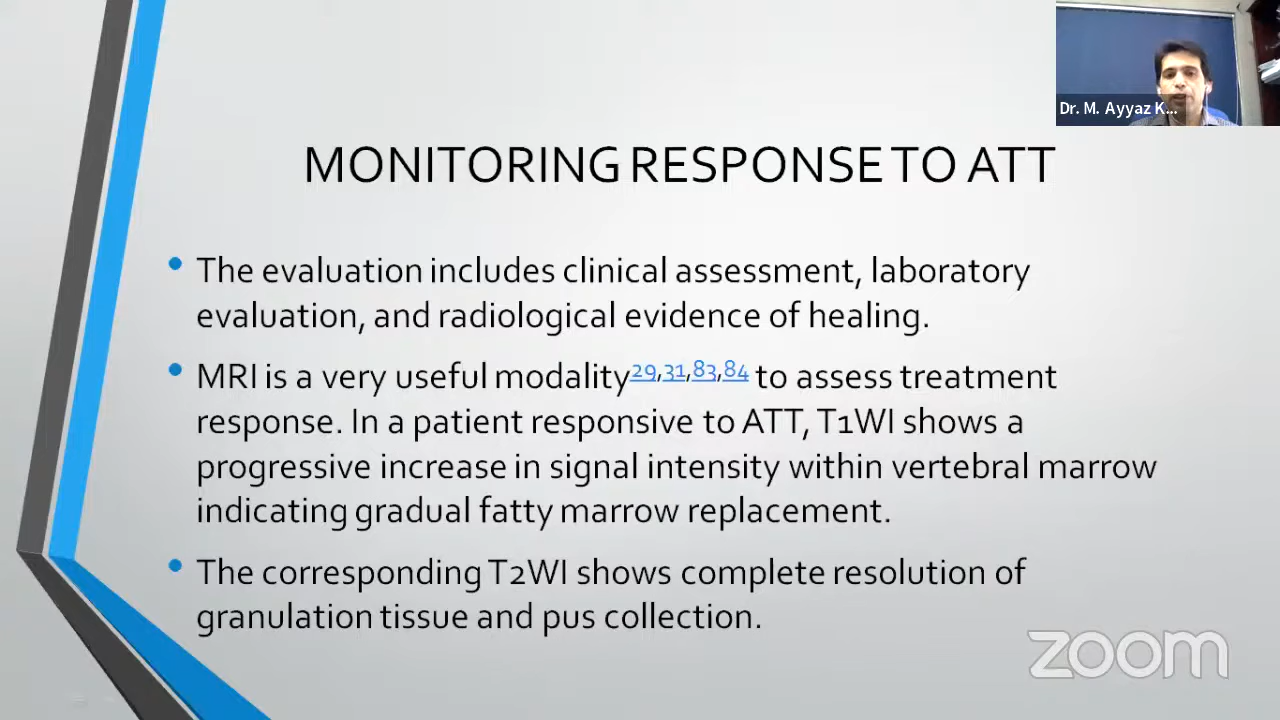 Dr. M. Ayyaz K...
MONITORING RESPONSE TO ATT
• The evaluation includes clinical assessment, laboratory
evaluation, and radiological evidence of healing.
• MRI is a very useful modality29,31,83,84 to assess treatment
response. In a patient responsive to ATT, T1WI shows a
progressive increase in signal intensity within vertebral marrow
indicating gradual fatty marrow replacement.
• The corresponding T2WI shows complete resolution of
granulation tissue and pus collection.
zoom